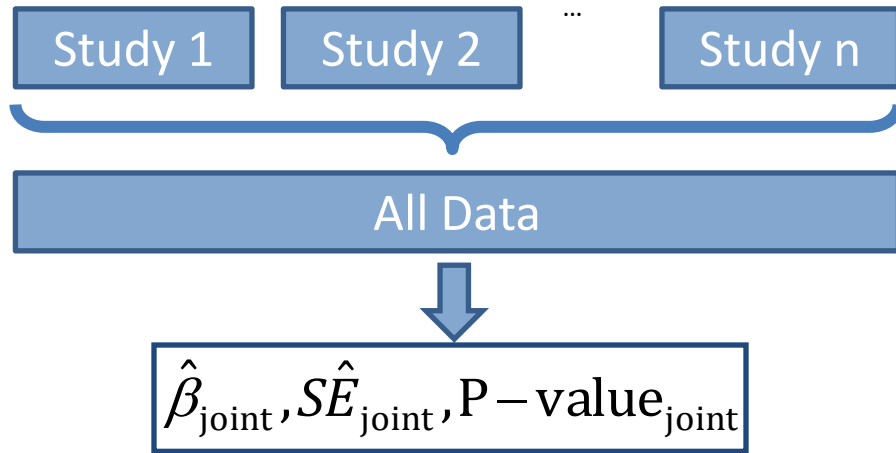 Study 1 Study 2 ... Study n
All Data
β̂joint, SÊjoint, P−valuejoint